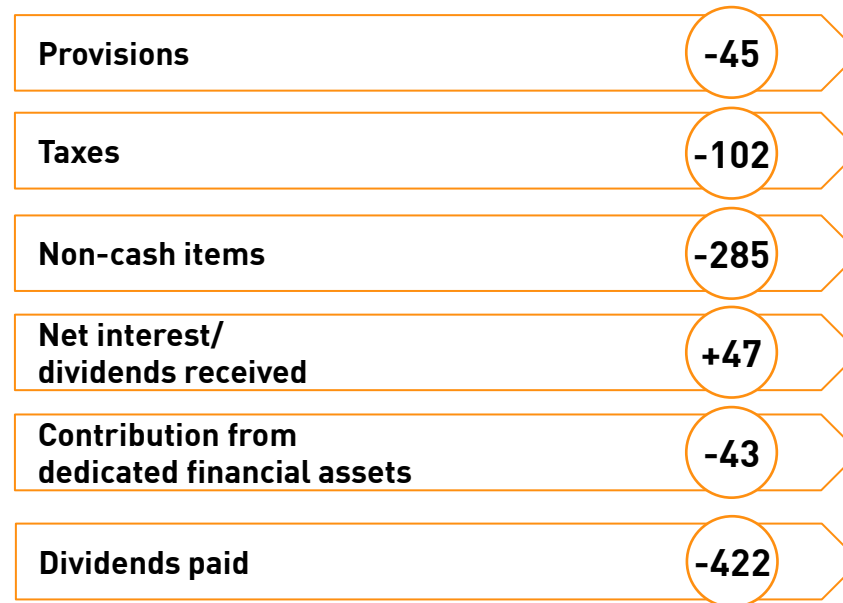 Provisions -45
Taxes -102
Non-cash items -285
Net interest/
dividends received +47
Contribution from
dedicated financial assets -43
Dividends paid -422